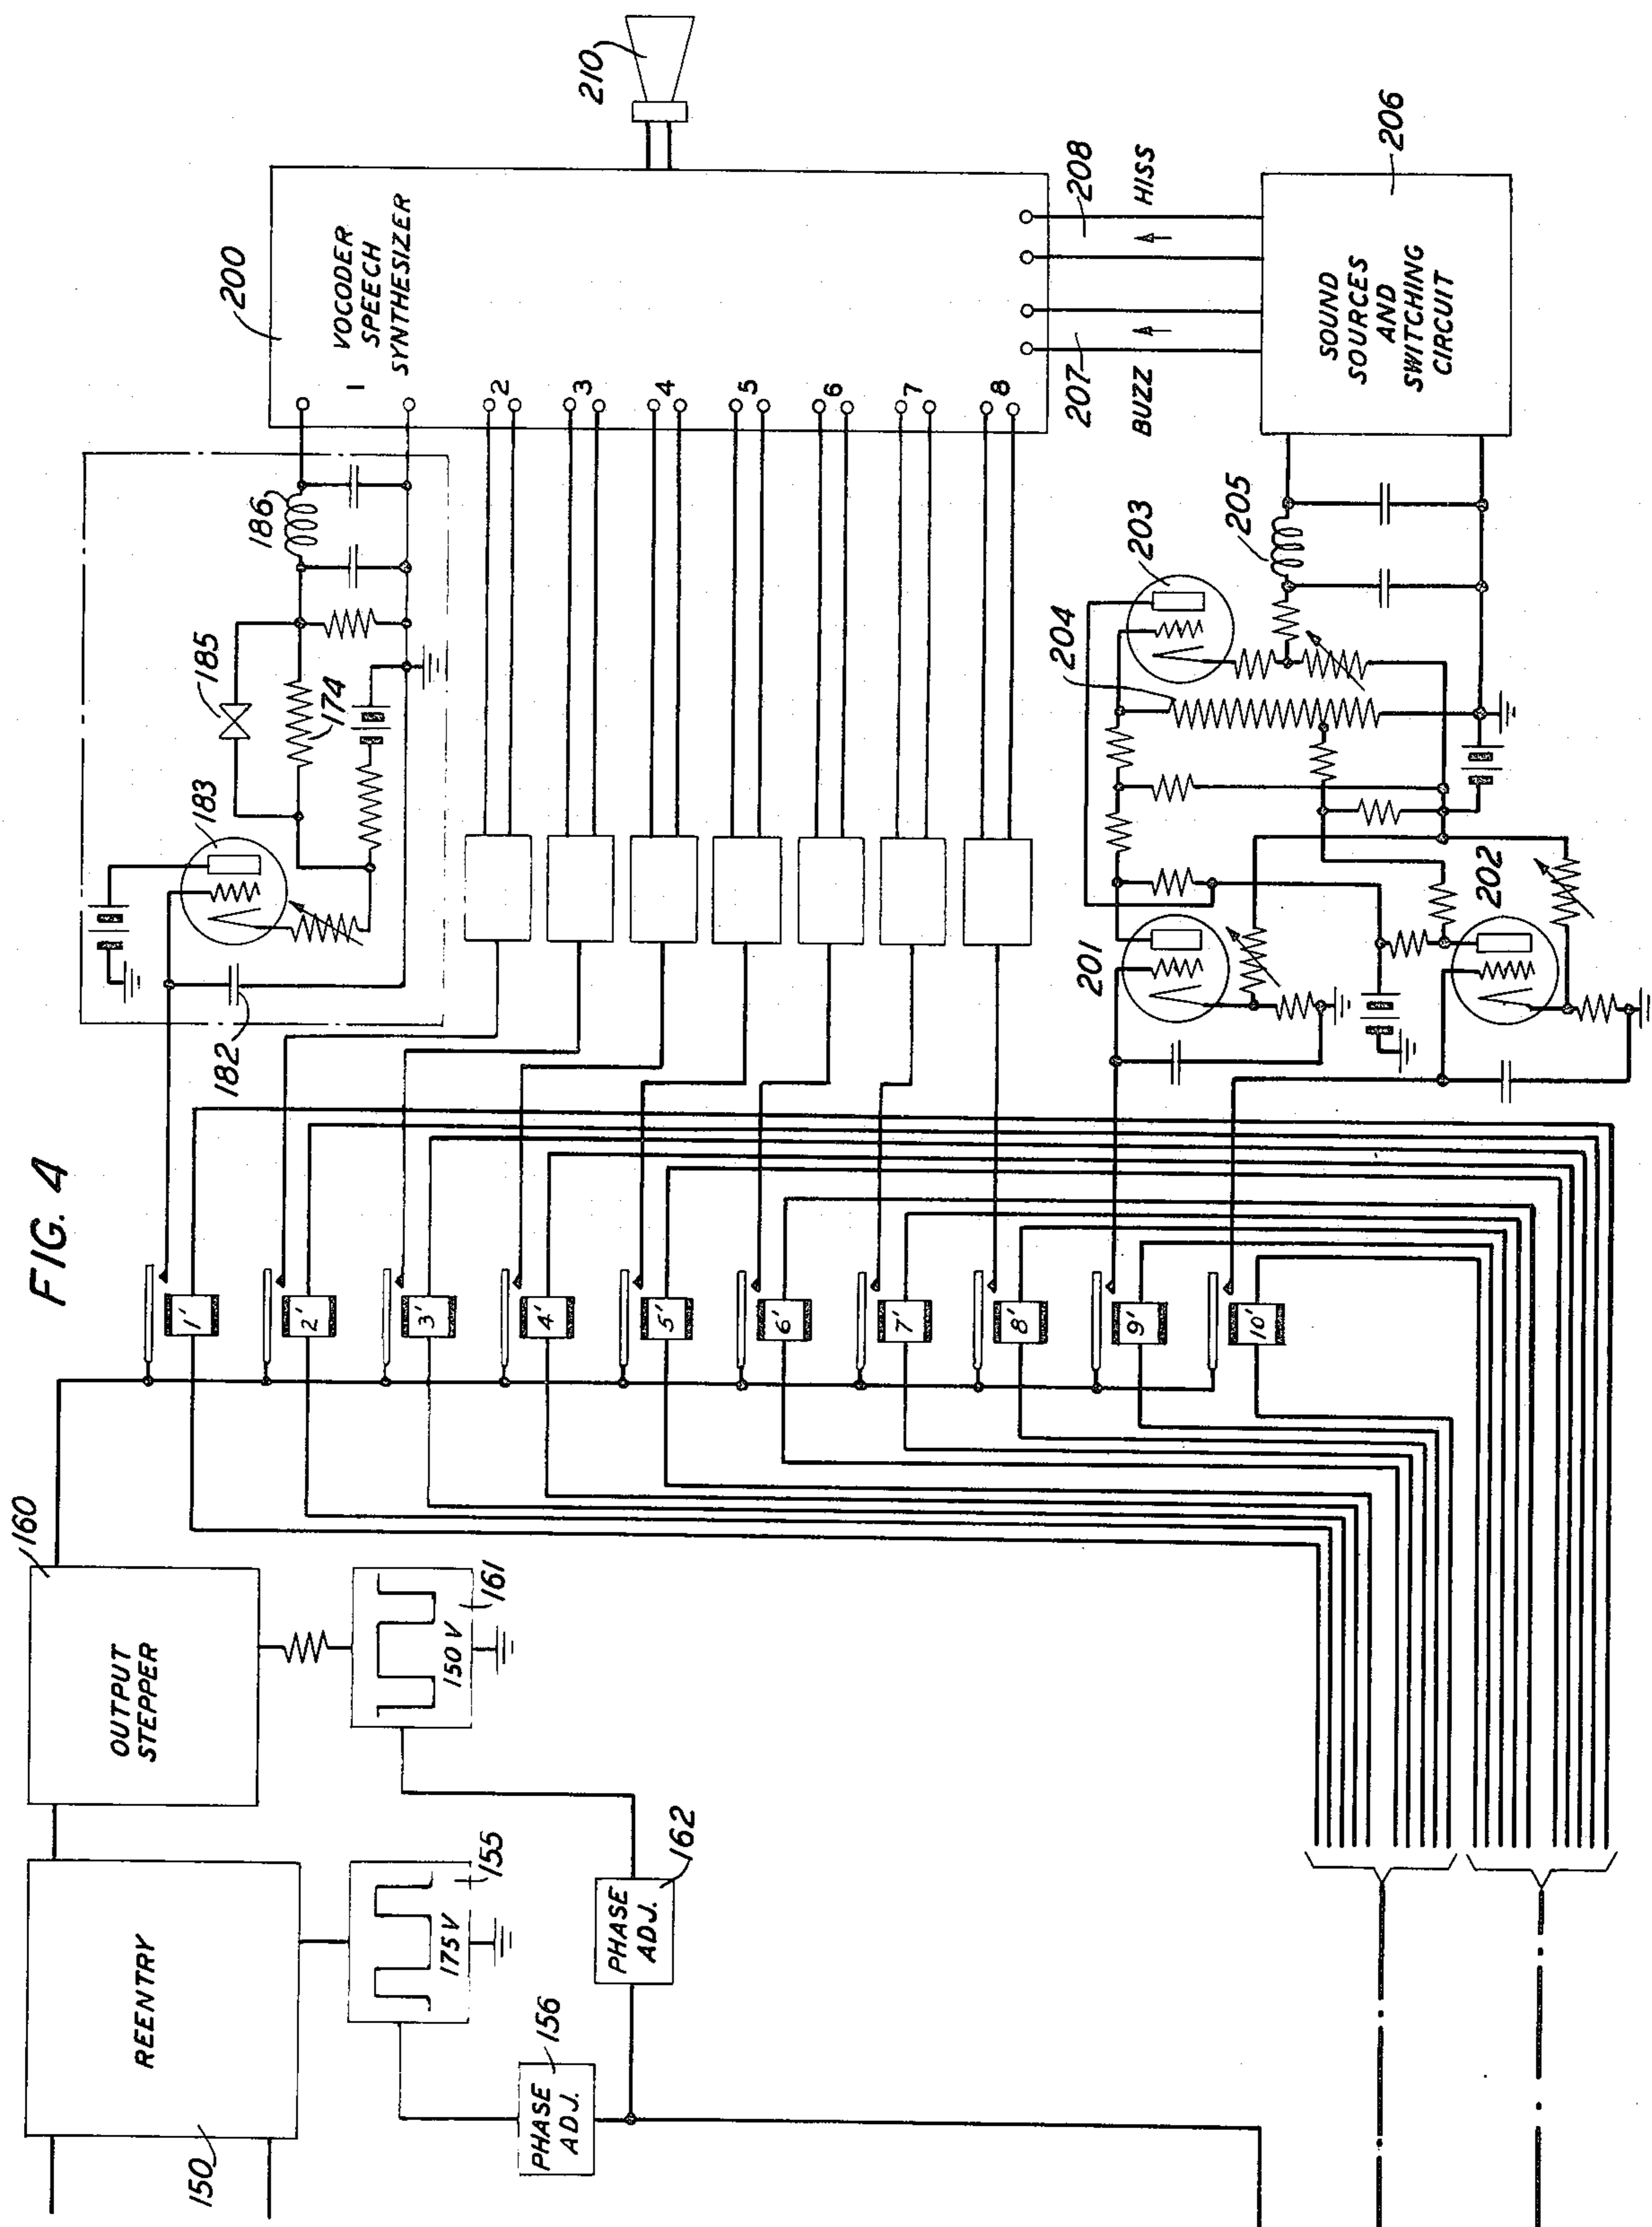 FIG. 4
150
REENTRY
175 V
155
PHASE
ADJ.
156
PHASE
ADJ.
162
160
OUTPUT
STEPPER
150 V
161
1'
2'
3'
4'
5'
6'
7'
8'
9'
10'
182
183
185
174
186
200
VOCODER
SPEECH
SYNTHESIZER
1
2
3
4
5
6
7
8
210
207
BUZZ
208
HISS
201
202
203
204
205
206
SOUND
SOURCES
AND
SWITCHING
CIRCUIT